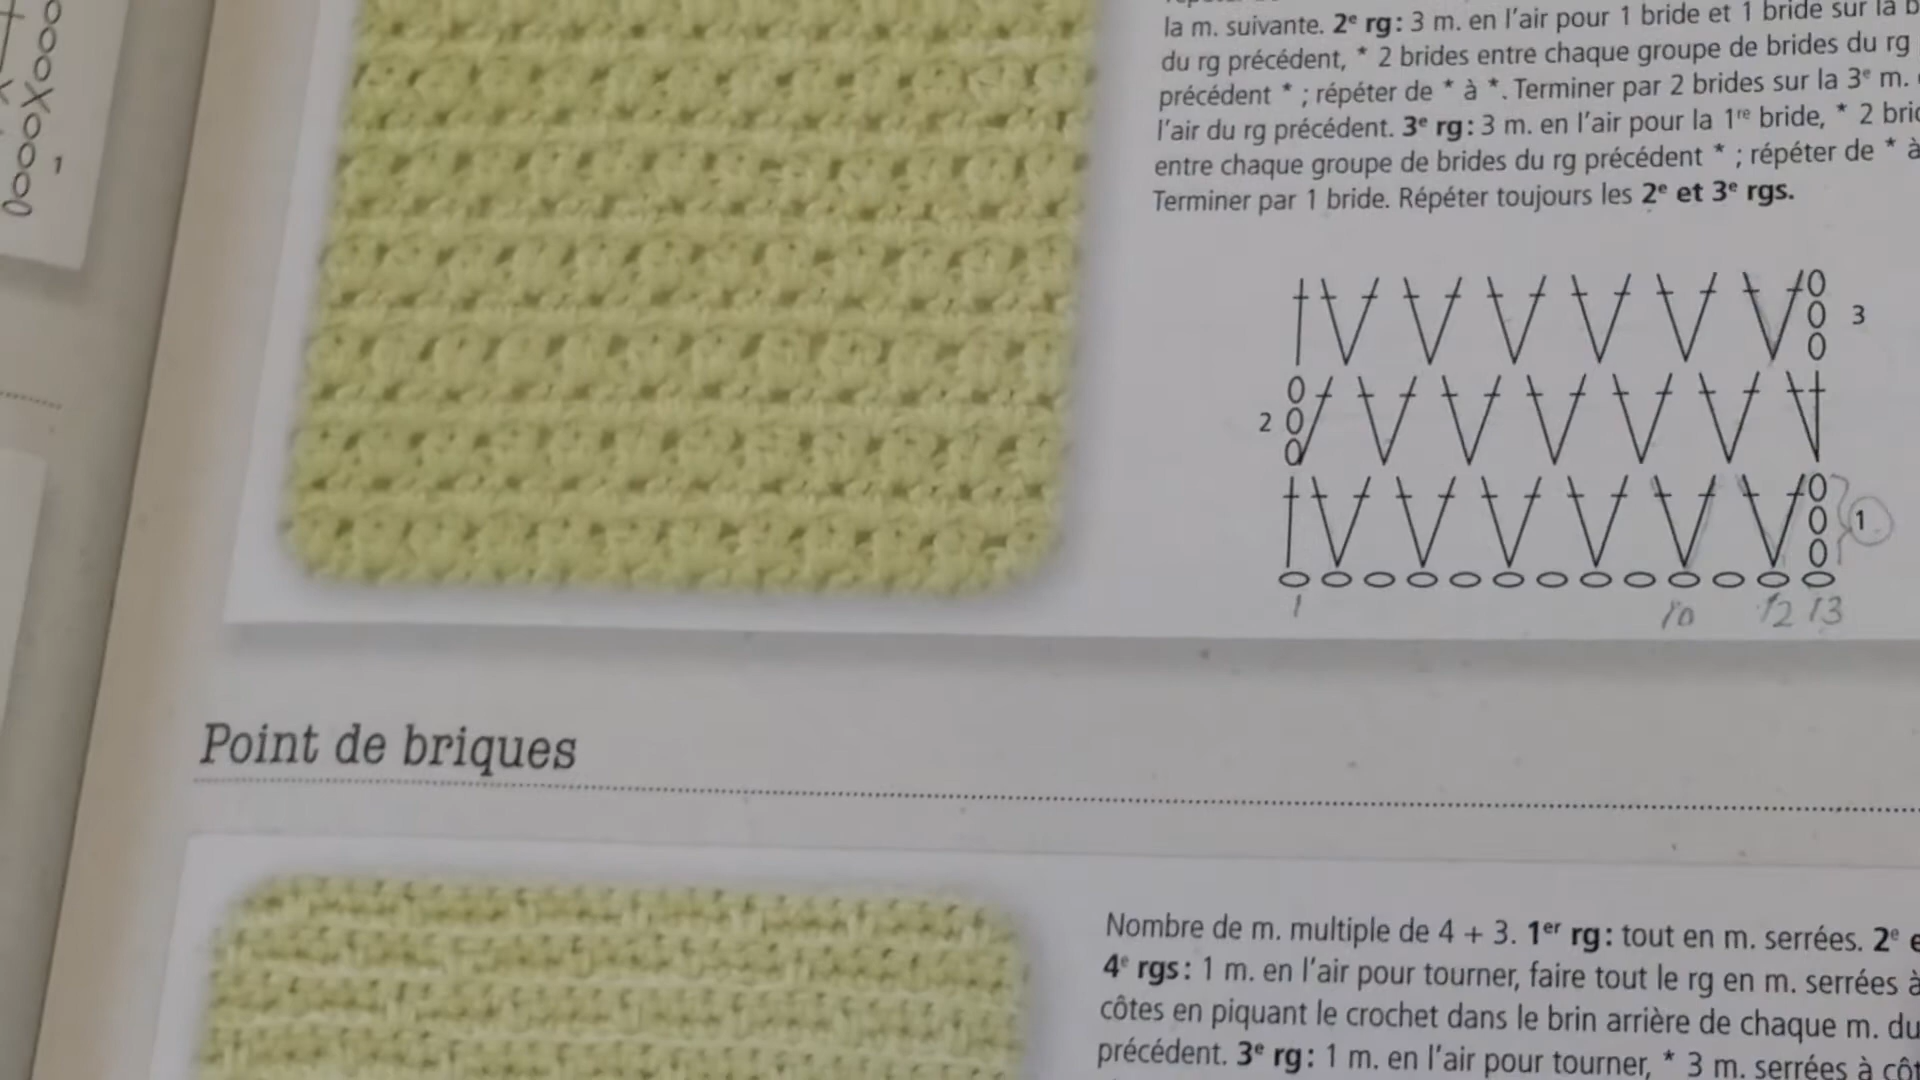 la m. suivante. 2e rg: 3 m. en l'air pour 1 bride et 1 bride sur la
du rg précédent, * 2 brides entre chaque groupe de brides du rg
précédent * ; répéter de * à *. Terminer par 2 brides sur la 3e m.
l'air du rg précédent. 3e rg: 3 m. en l'air pour la 1re bride, * 2
entre chaque groupe de brides du rg précédent * ; répéter de * à
Terminer par 1 bride. Répéter toujours les 2e et 3e rgs.
3
2
1
1 10 12 13
Point de briques
Nombre de m. multiple de 4 + 3. 1er rg: tout en m. serrées. 2e
4e rgs: 1 m. en l'air pour tourner, faire tout le rg en m. serrées à
côtes en piquant le crochet dans le brin arrière de chaque m. du
précédent. 3e rg: 1 m. en l'air pour tourner, * 3 m. serrées à